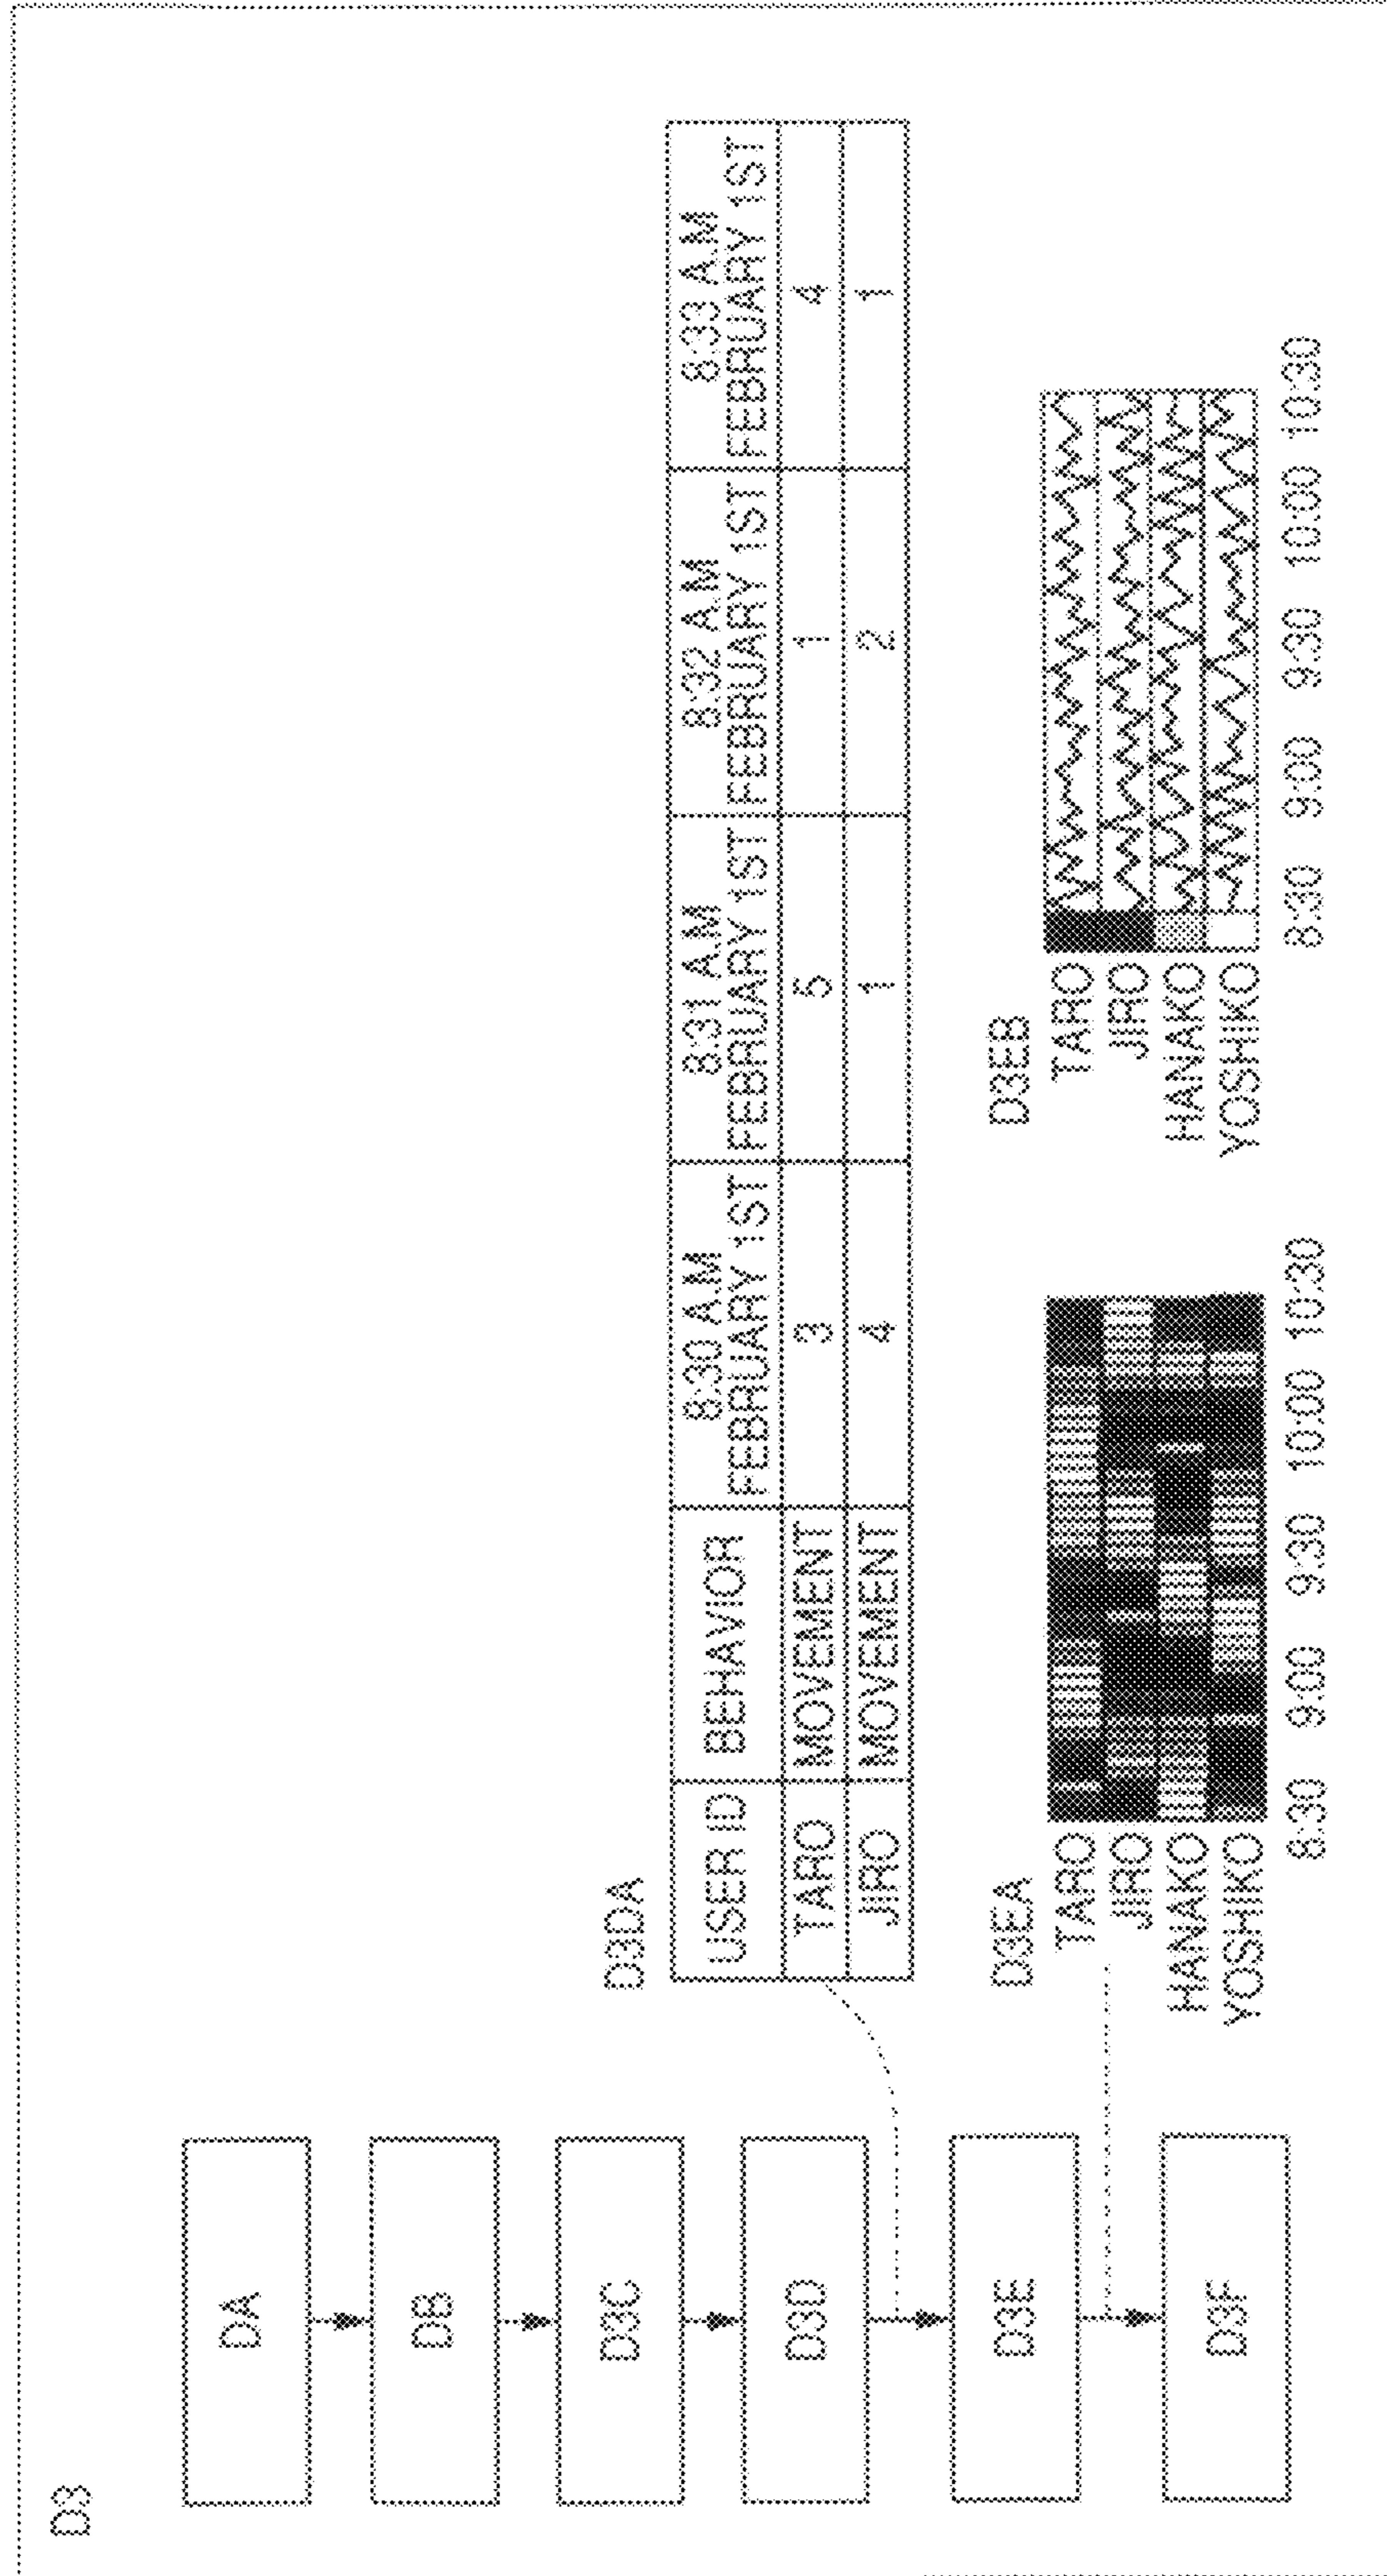 D3
DA
DB
D3C
D3D
D3E
D3F
D3DA
USER ID BEHAVIOR 8:30 A.M FEBRUARY 1ST 8:31 A.M FEBRUARY 1ST 8:32 A.M FEBRUARY 1ST 8:33 A.M FEBRUARY 1ST
TARO MOVEMENT 3 5 1 4
JIRO MOVEMENT 4 1 2 1
D3EA
TARO
JIRO
HANAKO
YOSHIKO
8:30 9:00 9:30 10:00 10:30
D3EB
TARO
JIRO
HANAKO
YOSHIKO
8:30 9:00 9:30 10:00 10:30